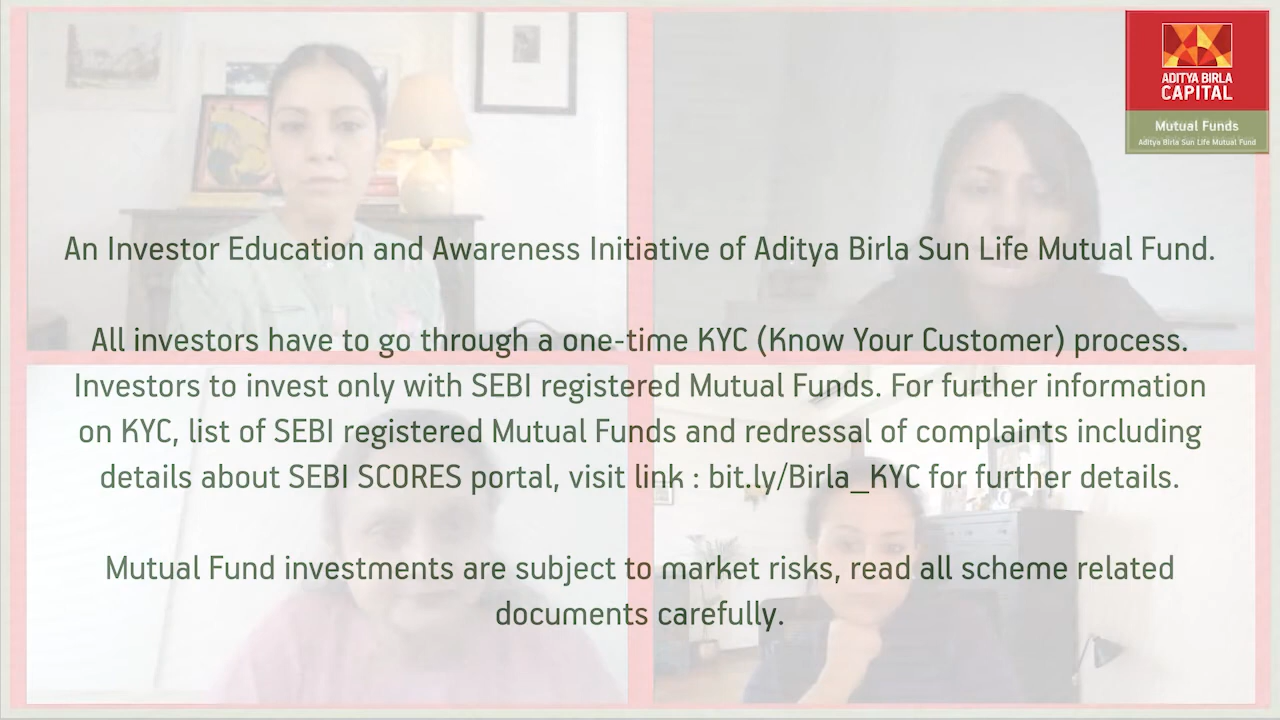 ADITYA BIRLA
CAPITAL
Mutual Funds
Aditya Birla Sun Life Mutual Fund
An Investor Education and Awareness Initiative of Aditya Birla Sun Life Mutual Fund.
All investors have to go through a one-time KYC (Know Your Customer) process.
Investors to invest only with SEBI registered Mutual Funds. For further information
on KYC, list of SEBI registered Mutual Funds and redressal of complaints including
details about SEBI SCORES portal, visit link : bit.ly/Birla_KYC for further details.
Mutual Fund investments are subject to market risks, read all scheme related
documents carefully.